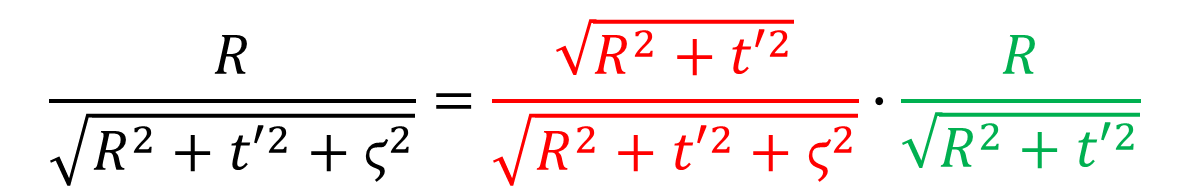 R/√(R² + t′² + ς²) = √(R² + t′²)/√(R² + t′² + ς²) · R/√(R² + t′²)